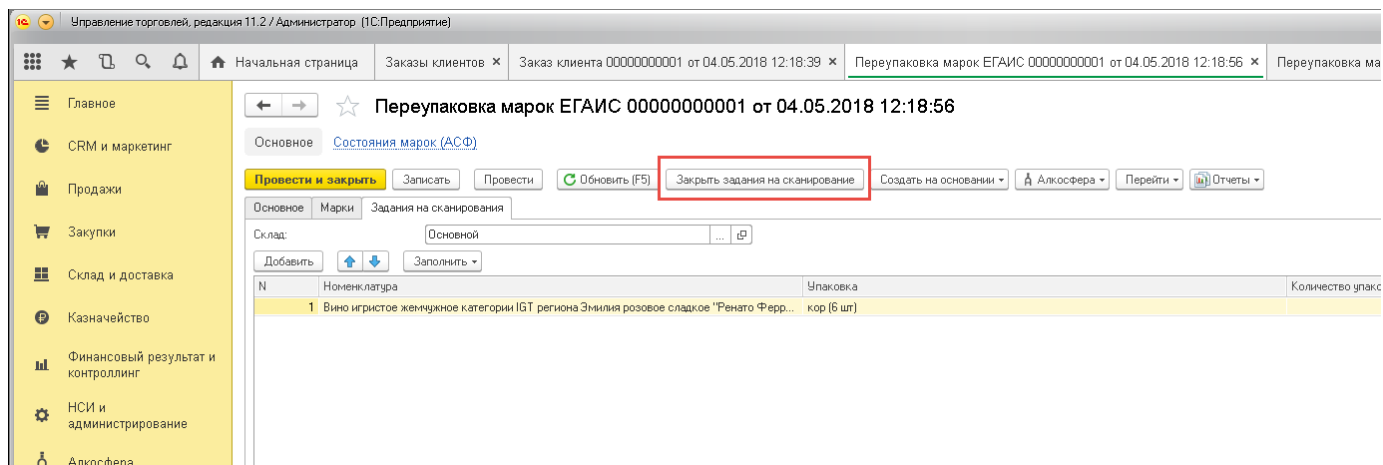 1С Управление торговлей, редакция 11.2 / Администратор (1С:Предприятие)
Начальная страница Заказы клиентов × Заказ клиента 00000000001 от 04.05.2018 12:18:39 × Переупаковка марок ЕГАИС 00000000001 от 04.05.2018 12:18:56 × Переупаковка ма
Главное
CRM и маркетинг
Продажи
Закупки
Склад и доставка
Казначейство
Финансовый результат и
контроллинг
НСИ и
администрирование
Алкосфера
Переупаковка марок ЕГАИС 00000000001 от 04.05.2018 12:18:56
Основное Состояния марок (АСФ)
Провести и закрыть Записать Провести Обновить (F5) Закрыть задания на сканирование Создать на основании Алкосфера Перейти Отчеты
Основное Марки Задания на сканирования
Склад: Основной ...
Добавить Заполнить
N Номенклатура Упаковка Количество упако
1 Вино игристое жемчужное категории IGT региона Эмилия розовое сладкое "Ренато Ферр... кор (6 шт)